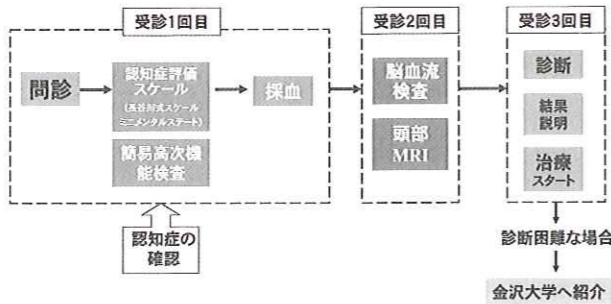 受診1回目
問診
認知症評価
スケール
(長谷川式スケール
ミニメンタルステート)
簡易高次機
能検査
採血
認知症の
確認
受診2回目
脳血流
検査
頭部
MRI
受診3回目
診断
結果
説明
治療
スタート
診断困難な場合
金沢大学へ紹介